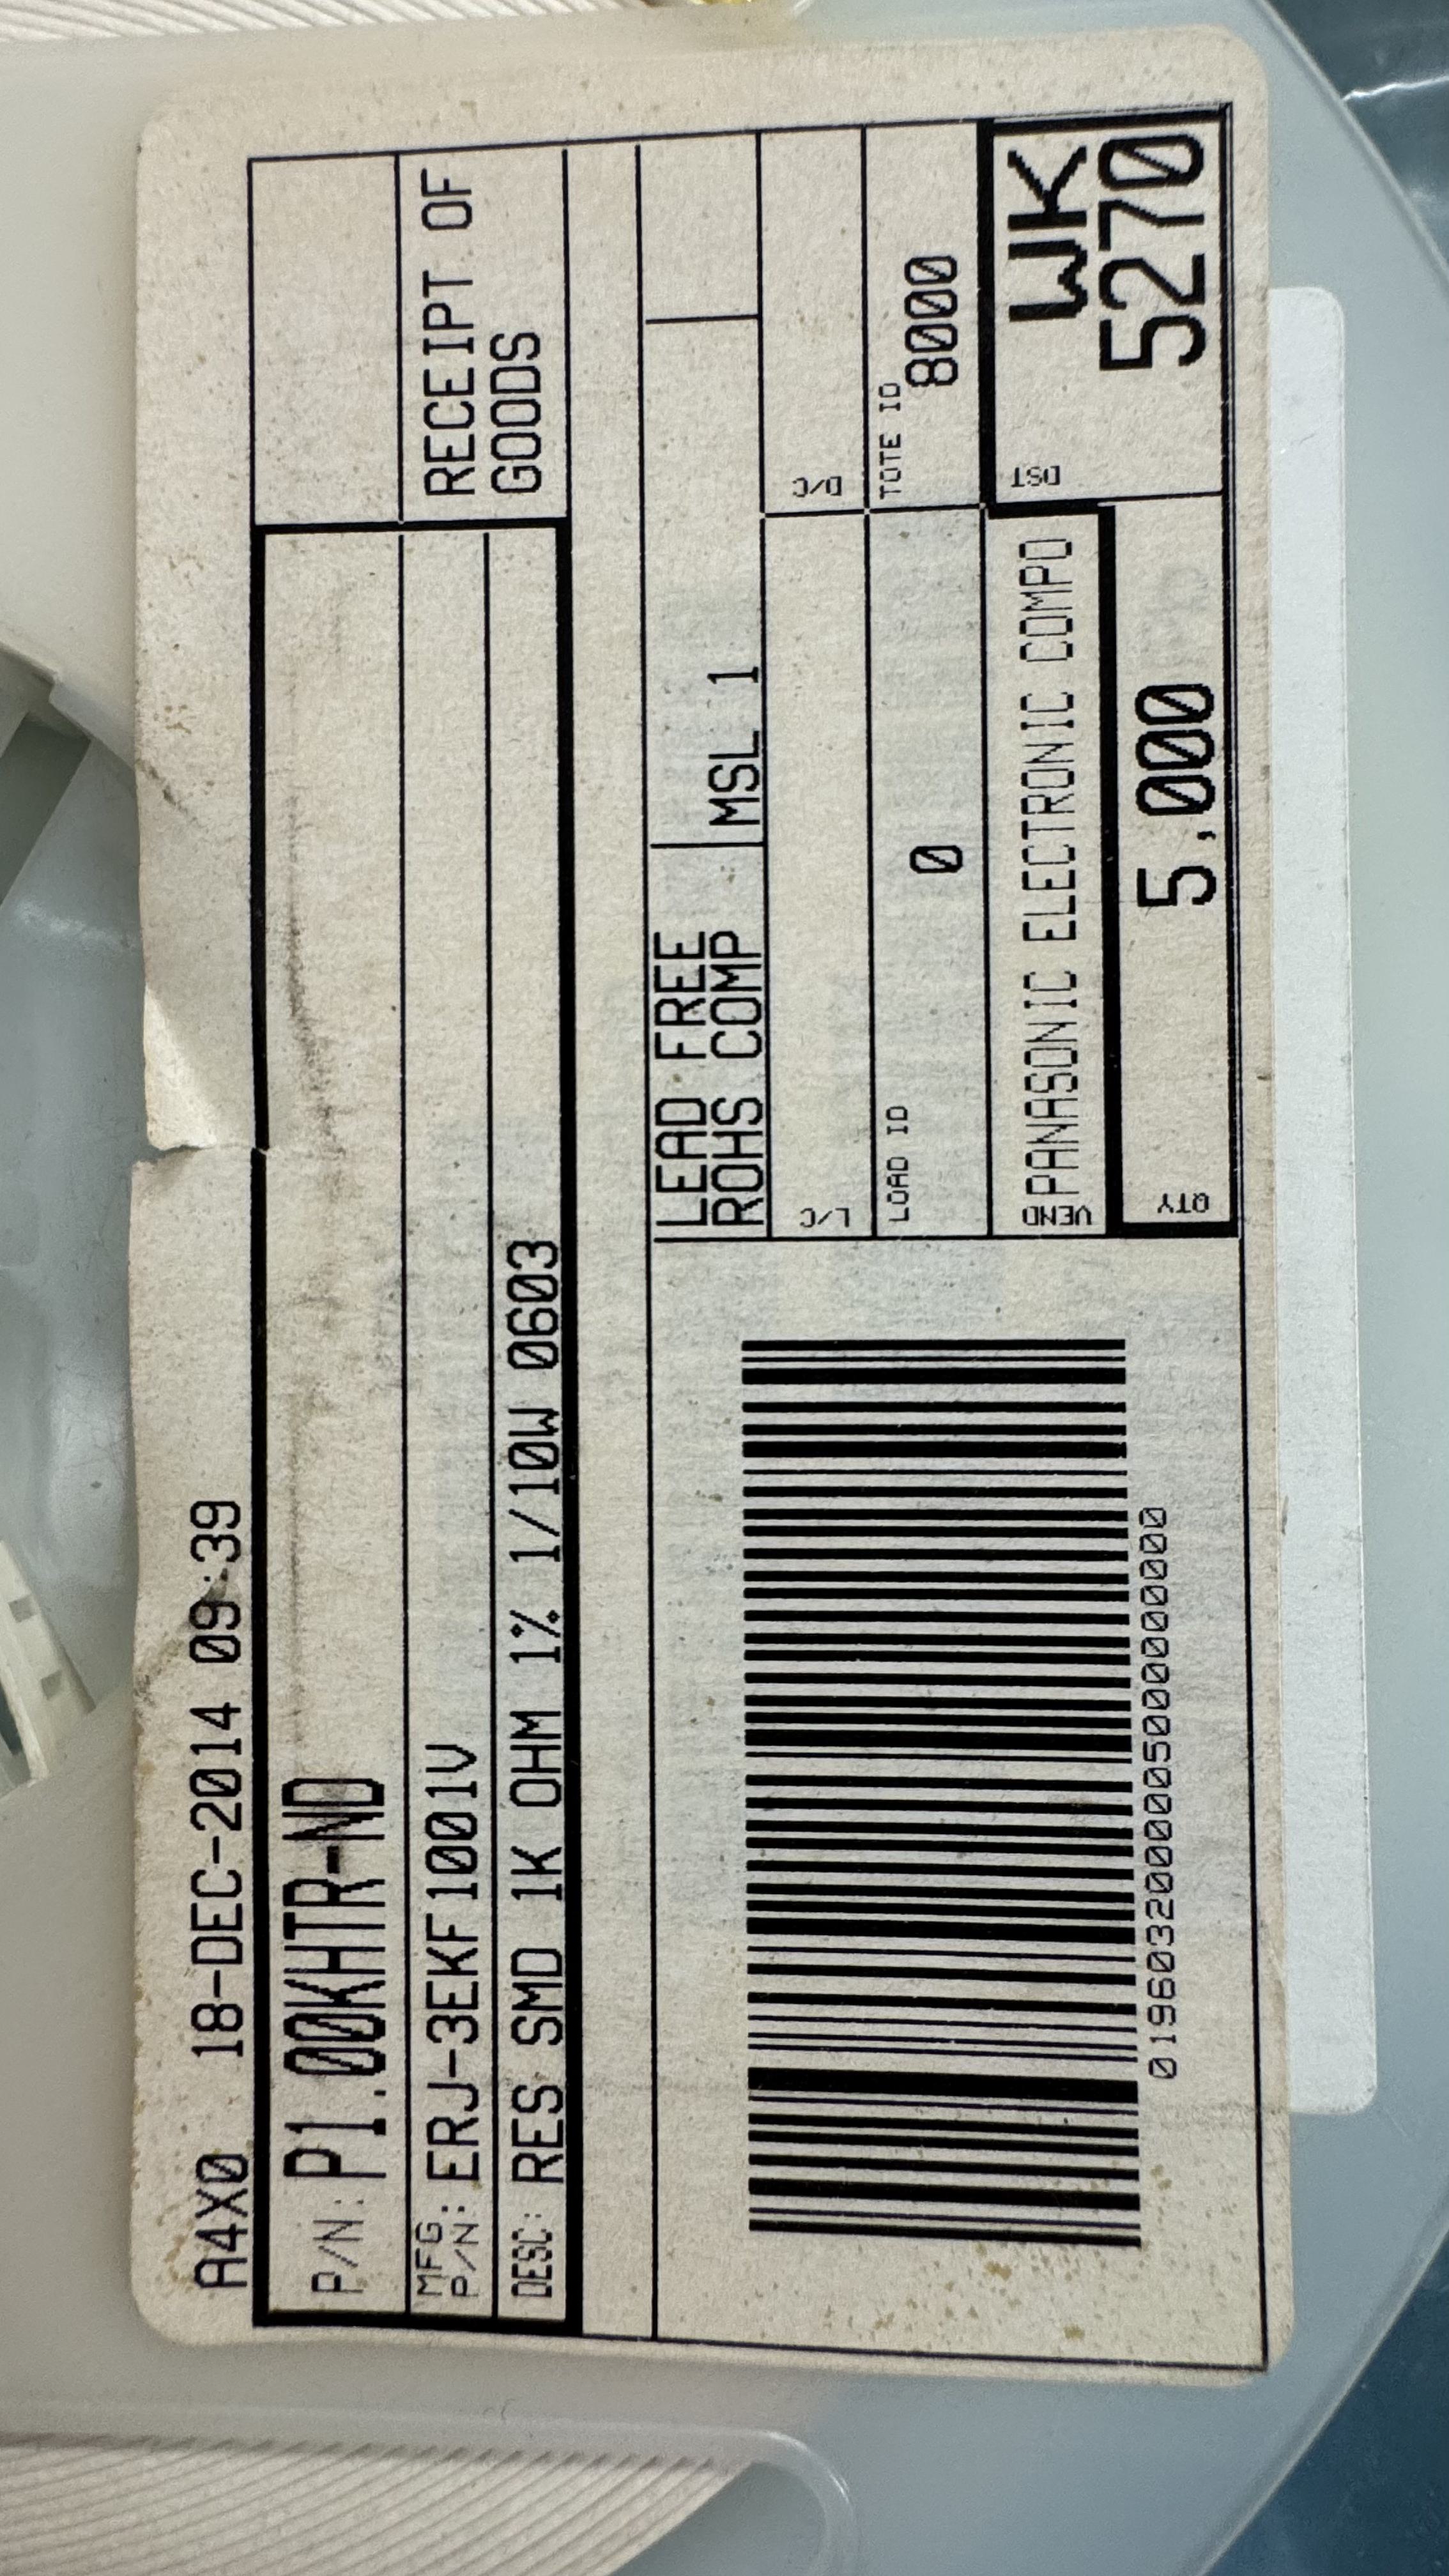 A4X0 18-DEC-2014 09:39
P/N: P1.00KHTR-ND
MFG P/N: ERJ-3EKF1001V
RECEIPT OF
GOODS
DESC: RES SMD 1K OHM 1% 1/10W 0603
LEAD FREE
ROHS COMP
MSL 1
L/C
D/C
LOAD ID
0
TOTE ID
8000
VEND PANASONIC ELECTRONIC COMPO
DST
WK
5270
QTY
5,000